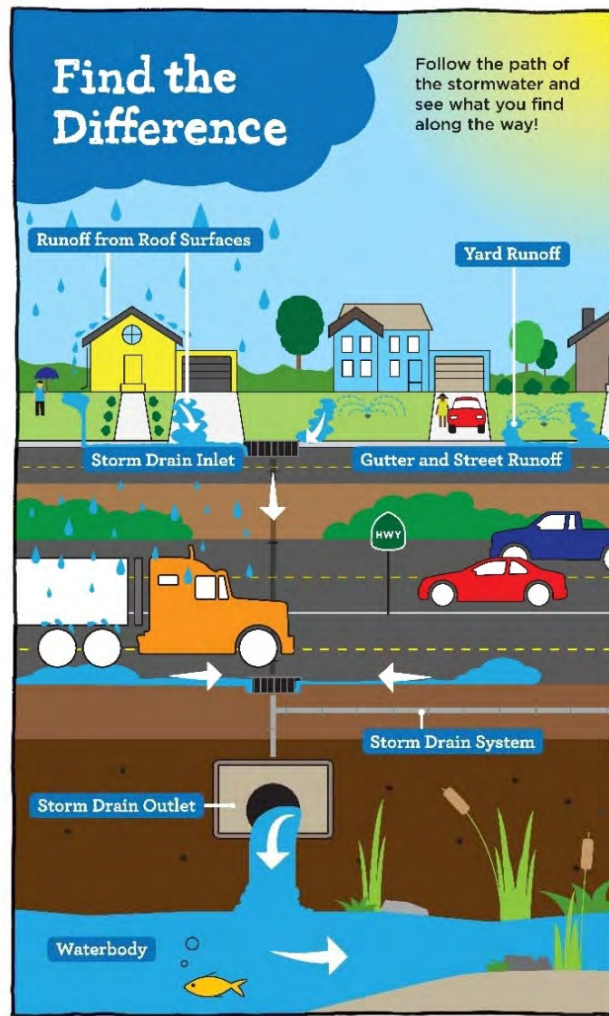 Find the
Difference
Follow the path of
the stormwater and
see what you find
along the way!
Runoff from Roof Surfaces
Yard Runoff
Storm Drain Inlet
Gutter and Street Runoff
HWY
Storm Drain System
Storm Drain Outlet
Waterbody